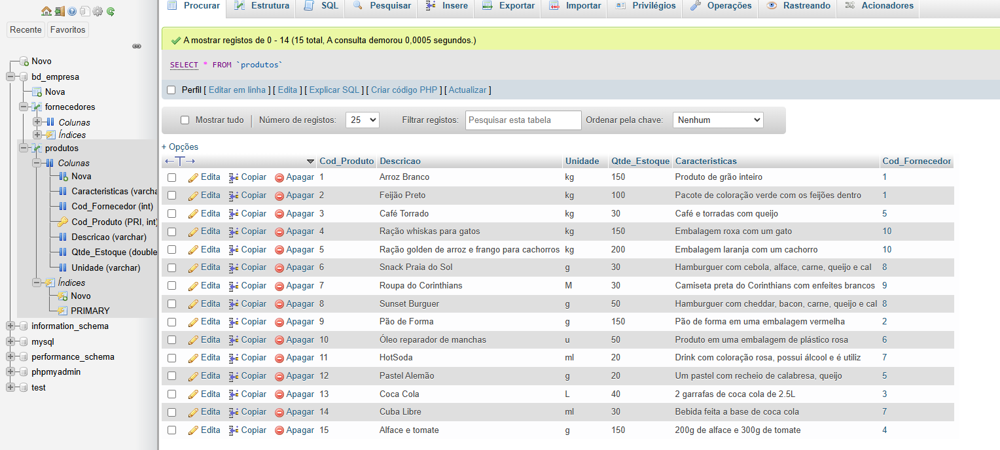 Procurar Estrutura SQL Pesquisar Insere Exportar Importar Privilégios Operações Rastreando Acionadores
Recente Favoritos
Novo
bd_empresa
Nova
fornecedores
Colunas
Índices
produtos
Colunas
Nova
Caracteristicas (varcha
Cod_Fornecedor (int)
Cod_Produto (PRI, int)
Descricao (varchar)
Qtde_Estoque (double
Unidade (varchar)
Índices
Novo
PRIMARY
information_schema
mysql
performance_schema
phpmyadmin
test
A mostrar registos de 0 - 14 (15 total, A consulta demorou 0,0005 segundos.)
SELECT * FROM `produtos`
Perfil [ Editar em linha ] [ Edita ] [ Explicar SQL ] [ Criar código PHP ] [ Actualizar ]
Mostrar tudo | Número de registos: 25 Filtrar registos: Pesquisar esta tabela Ordenar pela chave: Nenhum
+ Opções
←T→ Cod_Produto Descricao Unidade Qtde_Estoque Caracteristicas Cod_Fornecedor
Edita Copiar Apagar 1 Arroz Branco kg 150 Produto de grão inteiro 1
Edita Copiar Apagar 2 Feijão Preto kg 100 Pacote de coloração verde com os feijões dentro 1
Edita Copiar Apagar 3 Café Torrado kg 30 Café e torradas com queijo 5
Edita Copiar Apagar 4 Ração whiskas para gatos kg 150 Embalagem roxa com um gato 10
Edita Copiar Apagar 5 Ração golden de arroz e frango para cachorros kg 200 Embalagem laranja com um cachorro 10
Edita Copiar Apagar 6 Snack Praia do Sol g 30 Hamburguer com cebola, alface, carne, queijo e cal 8
Edita Copiar Apagar 7 Roupa do Corinthians M 30 Camiseta preta do Corinthians com enfeites brancos 9
Edita Copiar Apagar 8 Sunset Burguer g 50 Hamburguer com cheddar, bacon, carne, queijo e cal 8
Edita Copiar Apagar 9 Pão de Forma g 150 Pão de forma em uma embalagem vermelha 2
Edita Copiar Apagar 10 Óleo reparador de manchas u 50 Produto em uma embalagem de plástico rosa 6
Edita Copiar Apagar 11 HotSoda ml 20 Drink com coloração rosa, possui álcool e é utiliz 7
Edita Copiar Apagar 12 Pastel Alemão g 20 Um pastel com recheio de calabresa, queijo 5
Edita Copiar Apagar 13 Coca Cola L 40 2 garrafas de coca cola de 2.5L 3
Edita Copiar Apagar 14 Cuba Libre ml 30 Bebida feita a base de coca cola 7
Edita Copiar Apagar 15 Alface e tomate g 150 200g de alface e 300g de tomate 4